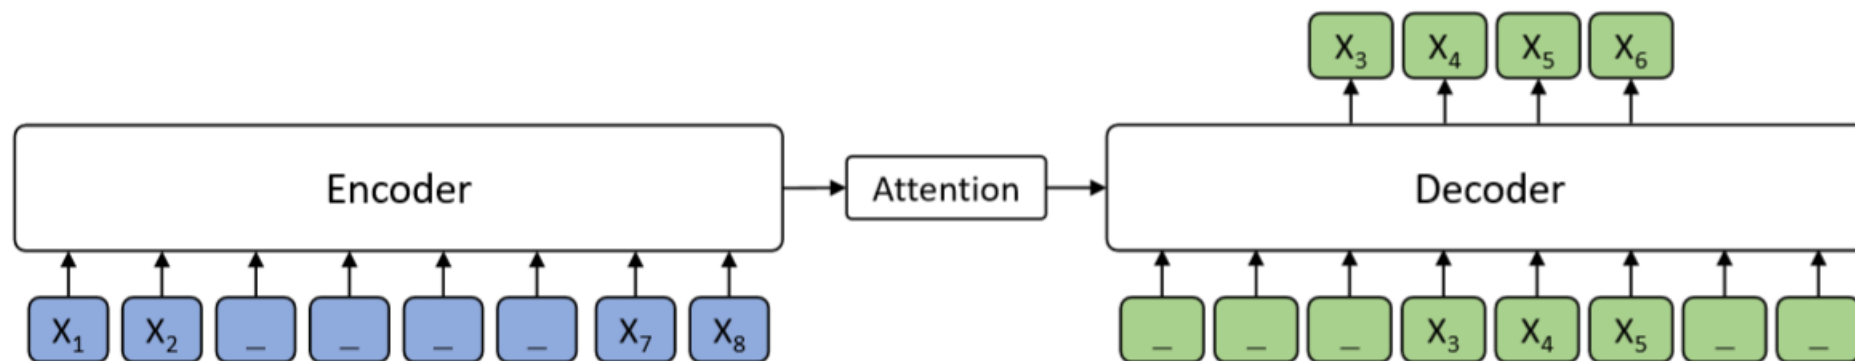 X₃ X₄ X₅ X₆
Encoder Attention Decoder
X₁ X₂ _ _ _ _ X₇ X₈ _ _ _ X₃ X₄ X₅ _ _